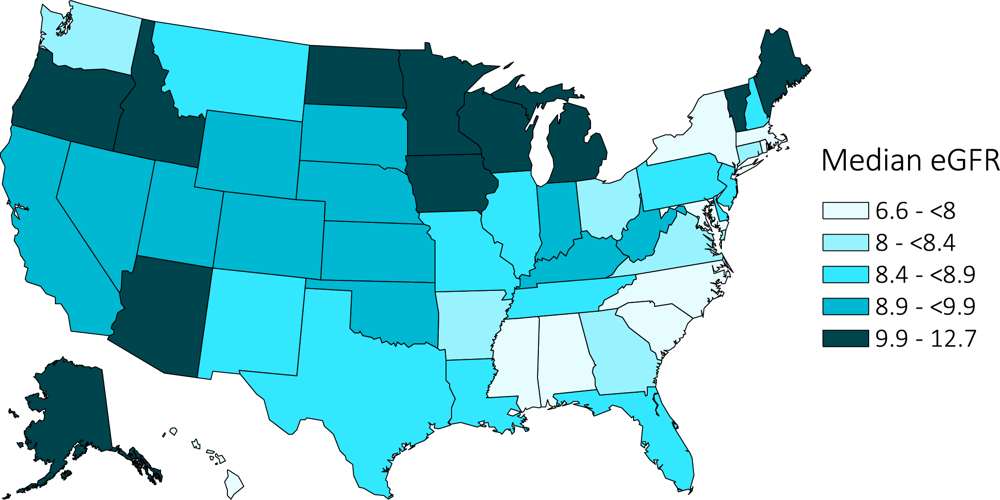 Median eGFR
6.6 - <8
8 - <8.4
8.4 - <8.9
8.9 - <9.9
9.9 - 12.7